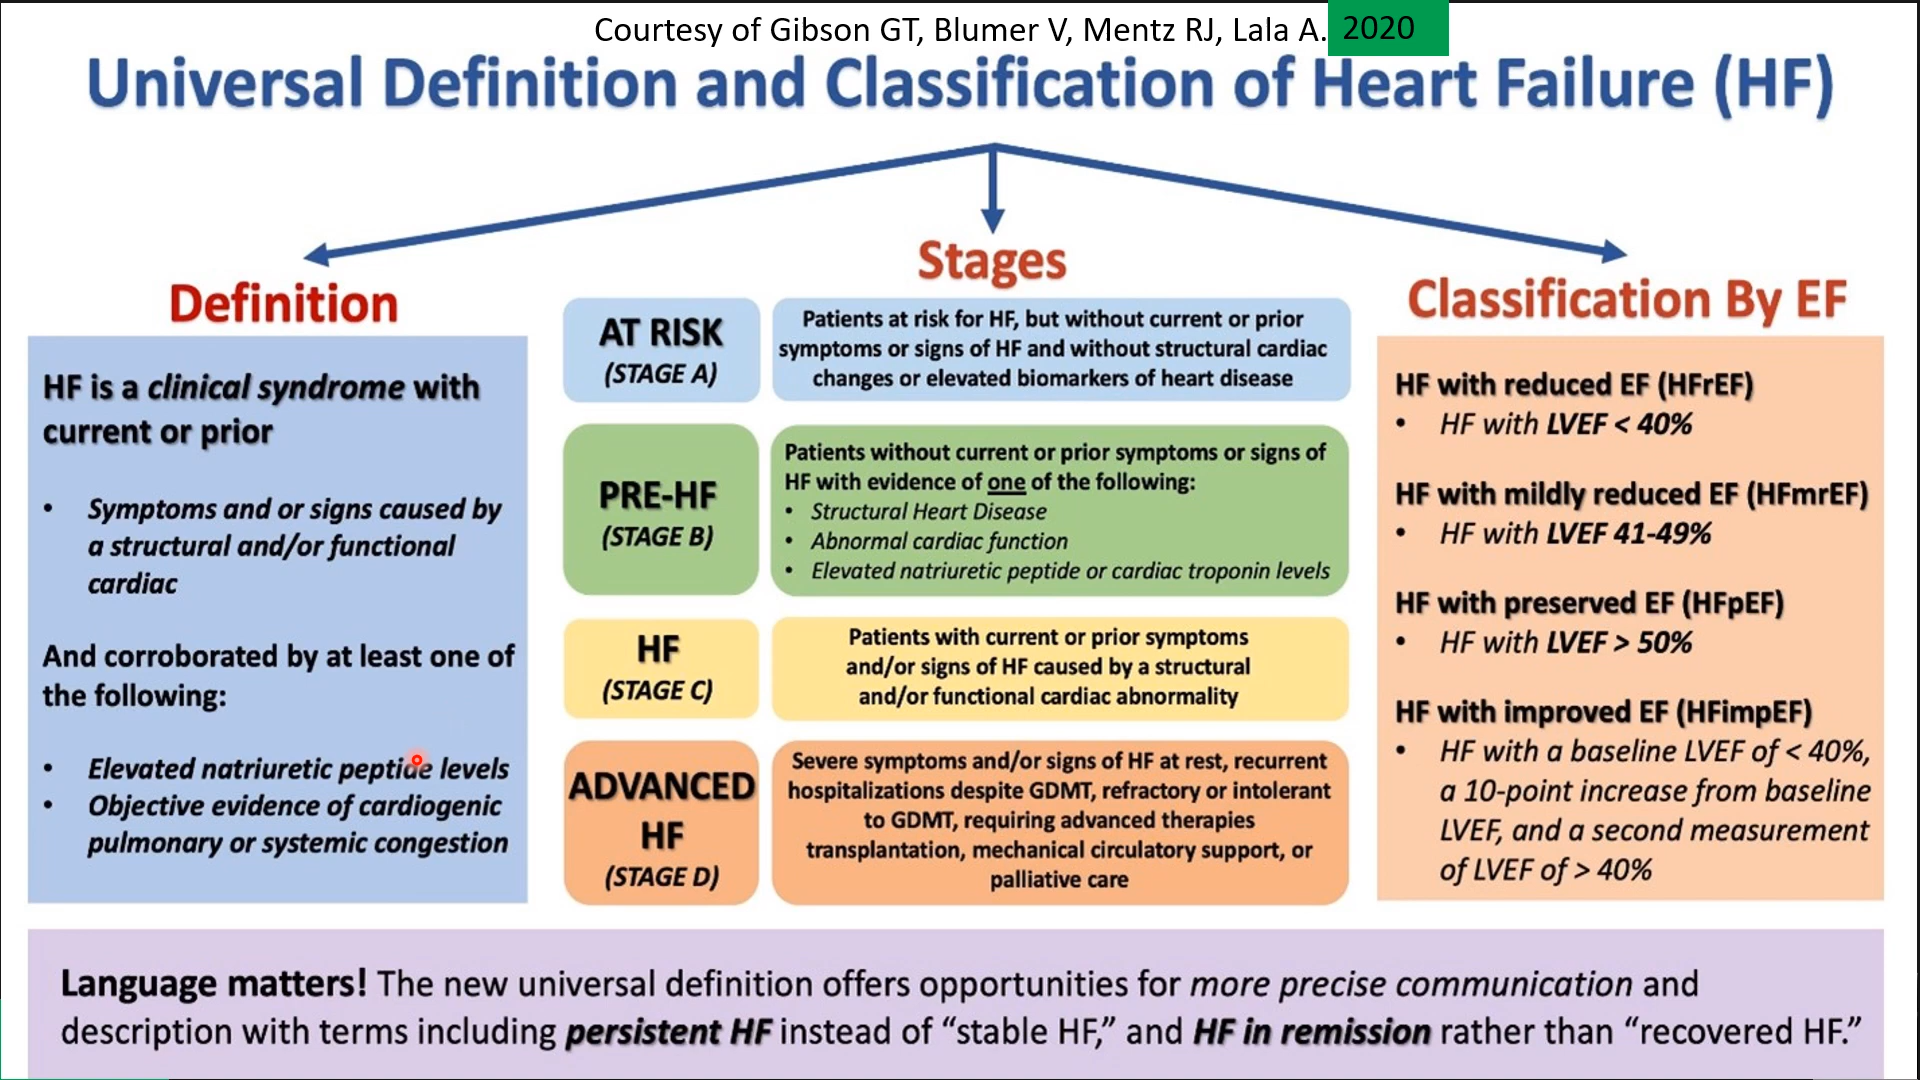 Courtesy of Gibson GT, Blumer V, Mentz RJ, Lala A. 2020
Universal Definition and Classification of Heart Failure (HF)
Definition
HF is a clinical syndrome with
current or prior
• Symptoms and or signs caused by
a structural and/or functional
cardiac
And corroborated by at least one of
the following:
• Elevated natriuretic peptide levels
• Objective evidence of cardiogenic
pulmonary or systemic congestion
Stages
AT RISK
(STAGE A)
Patients at risk for HF, but without current or prior
symptoms or signs of HF and without structural cardiac
changes or elevated biomarkers of heart disease
PRE-HF
(STAGE B)
Patients without current or prior symptoms or signs of
HF with evidence of one of the following:
• Structural Heart Disease
• Abnormal cardiac function
• Elevated natriuretic peptide or cardiac troponin levels
HF
(STAGE C)
Patients with current or prior symptoms
and/or signs of HF caused by a structural
and/or functional cardiac abnormality
ADVANCED
HF
(STAGE D)
Severe symptoms and/or signs of HF at rest, recurrent
hospitalizations despite GDMT, refractory or intolerant
to GDMT, requiring advanced therapies
transplantation, mechanical circulatory support, or
palliative care
Classification By EF
HF with reduced EF (HFrEF)
• HF with LVEF < 40%
HF with mildly reduced EF (HFmrEF)
• HF with LVEF 41-49%
HF with preserved EF (HFpEF)
• HF with LVEF > 50%
HF with improved EF (HFimpEF)
• HF with a baseline LVEF of < 40%,
a 10-point increase from baseline
LVEF, and a second measurement
of LVEF of > 40%
Language matters! The new universal definition offers opportunities for more precise communication and
description with terms including persistent HF instead of “stable HF,” and HF in remission rather than “recovered HF.”